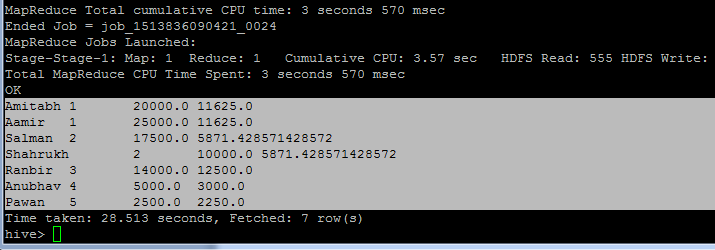 MapReduce Total cumulative CPU time: 3 seconds 570 msec
Ended Job = job_1513836090421_0024
MapReduce Jobs Launched:
Stage-Stage-1: Map: 1  Reduce: 1   Cumulative CPU: 3.57 sec   HDFS Read: 555 HDFS Write:
Total MapReduce CPU Time Spent: 3 seconds 570 msec
OK
Amitabh 1       20000.0 11625.0
Aamir   1       25000.0 11625.0
Salman  2       17500.0 5871.428571428572
Shahrukh        2       10000.0 5871.428571428572
Ranbir  3       14000.0 12500.0
Anubhav 4       5000.0  3000.0
Pawan   5       2500.0  2250.0
Time taken: 28.513 seconds, Fetched: 7 row(s)
hive>